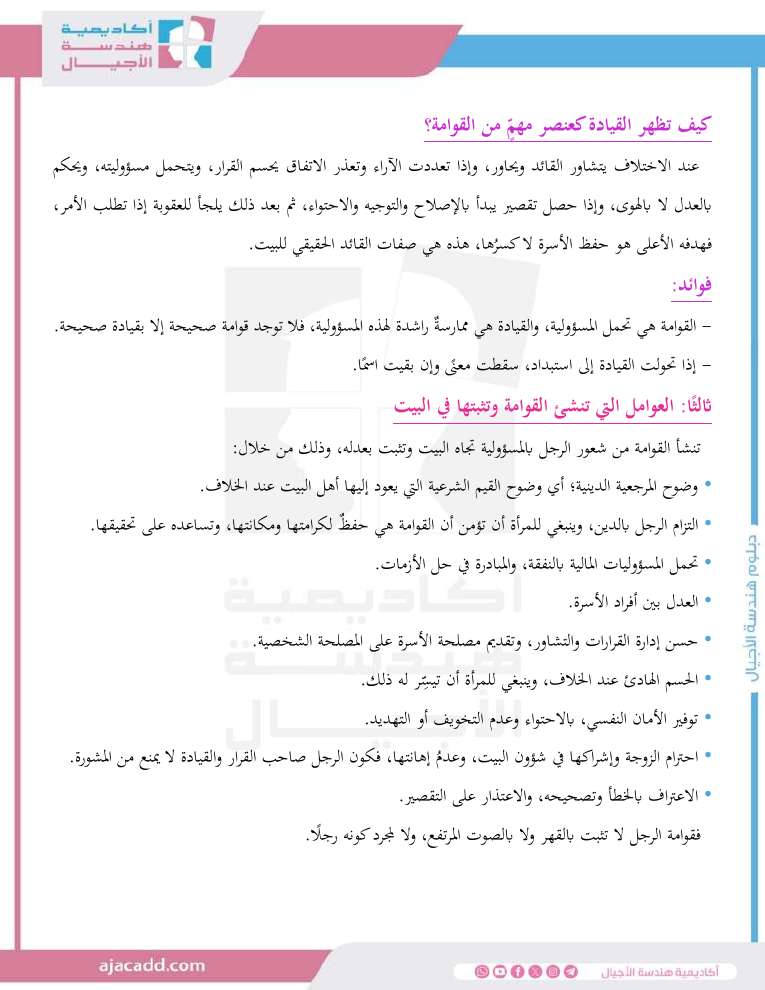 أكاديمية
هندسة
الأجيال
كيف تظهر القيادة كعنصر مهمٍّ من القوامة؟
عند الاختلاف يتشاور القائد ويحاور، وإذا تعددت الآراء وتعذر الاتفاق يحسم القرار، ويتحمل مسؤوليته، ويحكم
بالعدل لا بالهوى، وإذا حصل تقصير يبدأ بالإصلاح والتوجيه والاحتواء، ثم بعد ذلك يلجأ للعقوبة إذا تطلب الأمر،
فهدفه الأعلى هو حفظ الأسرة لا كسرُها، هذه هي صفات القائد الحقيقي للبيت.
فوائد:
– القوامة هي تحمل المسؤولية، والقيادة هي ممارسةٌ راشدة لهذه المسؤولية، فلا توجد قوامة صحيحة إلا بقيادة صحيحة.
– إذا تحولت القيادة إلى استبداد، سقطت معنًى وإن بقيت اسمًا.
ثالثًا: العوامل التي تنشئ القوامة وتثبتها في البيت
تنشأ القوامة من شعور الرجل بالمسؤولية تجاه البيت وتثبت بعدله، وذلك من خلال:
• وضوح المرجعية الدينية؛ أي وضوح القيم الشرعية التي يعود إليها أهل البيت عند الخلاف.
• التزام الرجل بالدين، وينبغي للمرأة أن تؤمن أن القوامة هي حفظٌ لكرامتها ومكانتها، وتساعده على تحقيقها.
• تحمل المسؤوليات المالية بالنفقة، والمبادرة في حل الأزمات.
• العدل بين أفراد الأسرة.
• حسن إدارة القرارات والتشاور، وتقديم مصلحة الأسرة على المصلحة الشخصية.
• الحسم الهادئ عند الخلاف، وينبغي للمرأة أن تيسِّر له ذلك.
• توفير الأمان النفسي، بالاحتواء وعدم التخويف أو التهديد.
• احترام الزوجة وإشراكها في شؤون البيت، وعدمُ إهانتها، فكون الرجل صاحب القرار والقيادة لا يمنع من المشورة.
• الاعتراف بالخطأ وتصحيحه، والاعتذار على التقصير.
فقوامة الرجل لا تثبت بالقهر ولا بالصوت المرتفع، ولا لمجرد كونه رجلًا.
دبلوم هندسة الأجيال
أكاديمية
هندسة
الأجيال
أكاديمية هندسة الأجيال
ajacadd.com